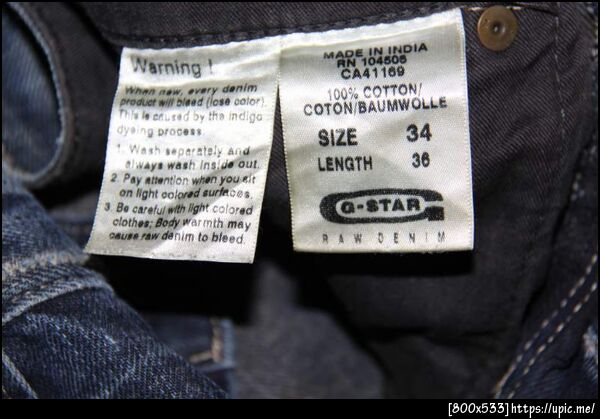 Warning !
When new, every denim
product will bleed (lose color).
This is caused by the indigo
dyeing process.
1. Wash separately and
always wash inside out.
2. Pay attention when you sit
on light colored surfaces.
3. Be careful with light colored
clothes; Body warmth may
cause raw denim to bleed.
MADE IN INDIA
RN 104506
CA41169
100% COTTON/
COTON/BAUMWOLLE
SIZE 34
LENGTH 36
G-STAR
RAW DENIM
[800x533]https://upic.me/